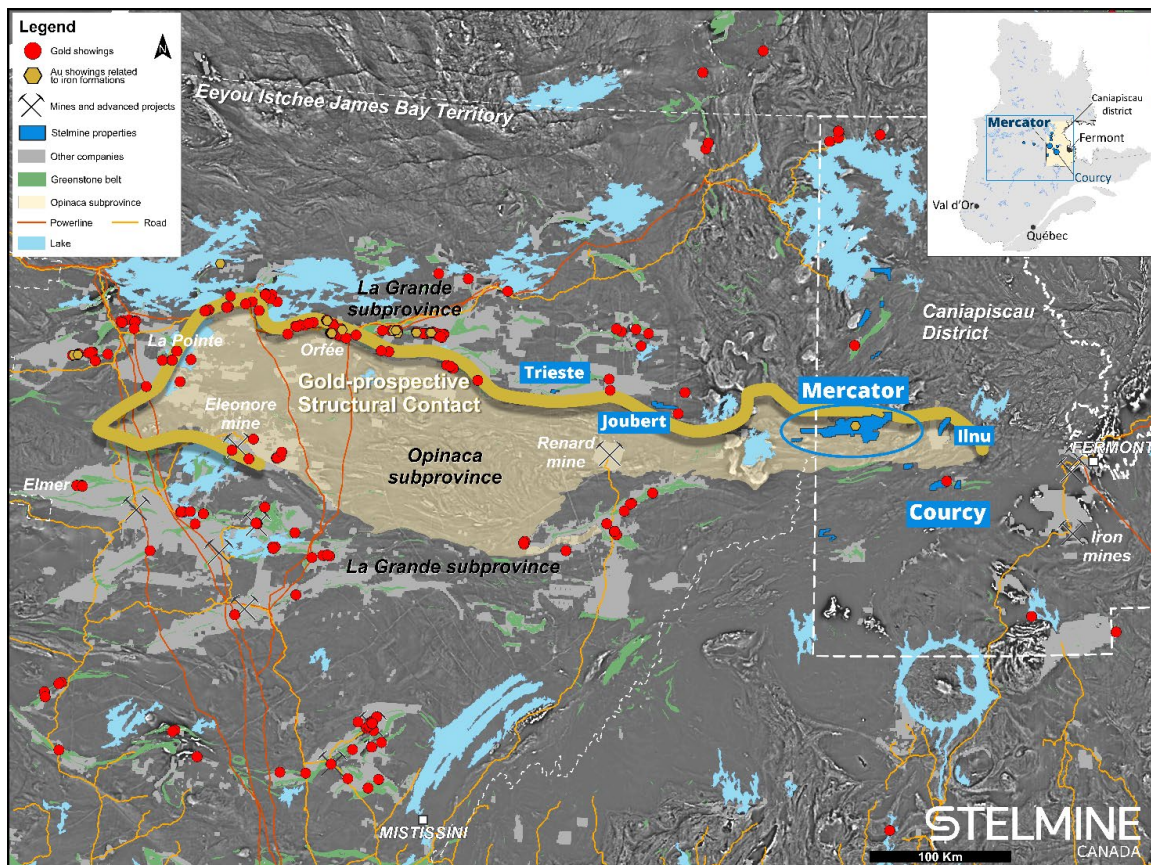 Legend
N
Gold showings
Au showings related
to iron formations
Mines and advanced projects
Stelmine properties
Other companies
Greenstone belt
Opinaca subprovince
Powerline
Road
Lake
Eeyou Istchee James Bay Territory
Caniapiscau
district
Mercator
Fermont
Courcy
Val d'Or
Québec
La Grande
subprovince
Caniapiscau
District
La Pointe
Orfée
Trieste
Gold-prospective
Structural Contact
Mercator
Joubert
Eleonore
mine
Ilnu
Renard
mine
FERMONT
Opinaca
subprovince
Elmer
Courcy
Iron
mines
La Grande subprovince
MISTISSINI
STELMINE
CANADA
100 Km